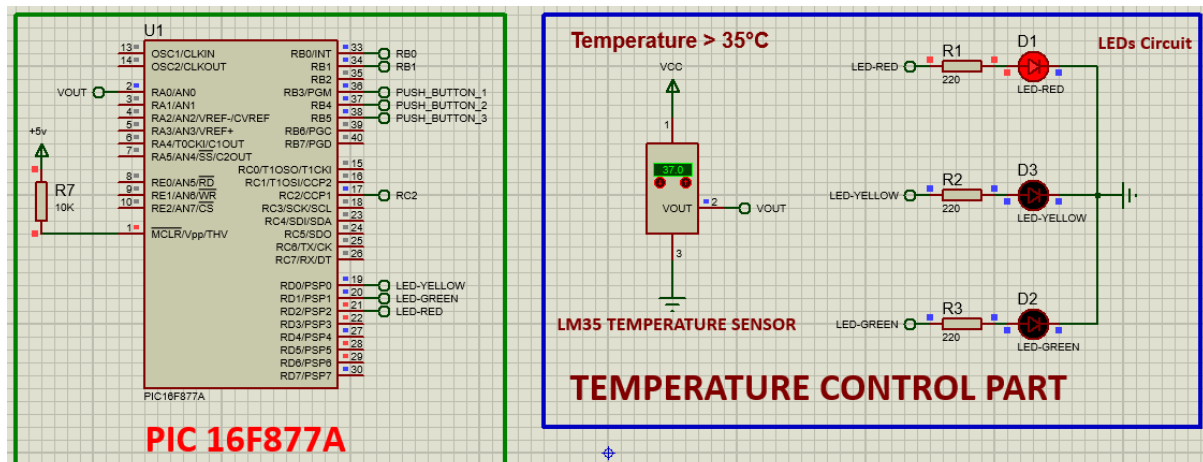 U1
13 OSC1/CLKIN
14 OSC2/CLKOUT
VOUT 2 RA0/AN0
3 RA1/AN1
4 RA2/AN2/VREF-/CVREF
5 RA3/AN3/VREF+
6 RA4/T0CKI/C1OUT
7 RA5/AN4/SS/C2OUT
8 RE0/AN5/RD
9 RE1/AN6/WR
10 RE2/AN7/CS
1 MCLR/Vpp/THV
RB0/INT 33 RB0
RB1 34 RB1
RB2 35
RB3/PGM 36 PUSH_BUTTON_1
RB4 37 PUSH_BUTTON_2
RB5 38 PUSH_BUTTON_3
RB6/PGC 39
RB7/PGD 40
RC0/T1OSO/T1CKI 15
RC1/T1OSI/CCP2 16
RC2/CCP1 17 RC2
RC3/SCK/SCL 18
RC4/SDI/SDA 23
RC5/SDO 24
RC6/TX/CK 25
RC7/RX/DT 26
RD0/PSP0 19 LED-YELLOW
RD1/PSP1 20 LED-GREEN
RD2/PSP2 21 LED-RED
RD3/PSP3 22
RD4/PSP4 27
RD5/PSP5 28
RD6/PSP6 29
RD7/PSP7 30
+5v
R7
10K
PIC16F877A
PIC 16F877A
Temperature > 35°C
VCC
1
37.0
VOUT 2 VOUT
3
LM35 TEMPERATURE SENSOR
LEDs Circuit
LED-RED R1 D1
220 LED-RED
LED-YELLOW R2 D3
220 LED-YELLOW
LED-GREEN R3 D2
220 LED-GREEN
TEMPERATURE CONTROL PART